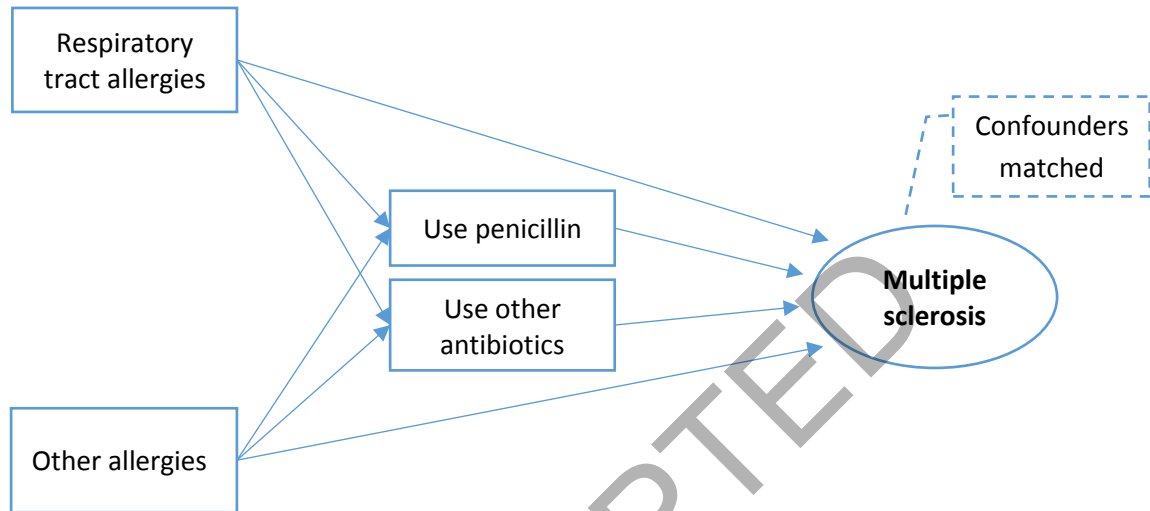 Respiratory
tract allergies
Confounders
matched
Use penicillin
Multiple
sclerosis
Use other
antibiotics
Other allergies
PTED